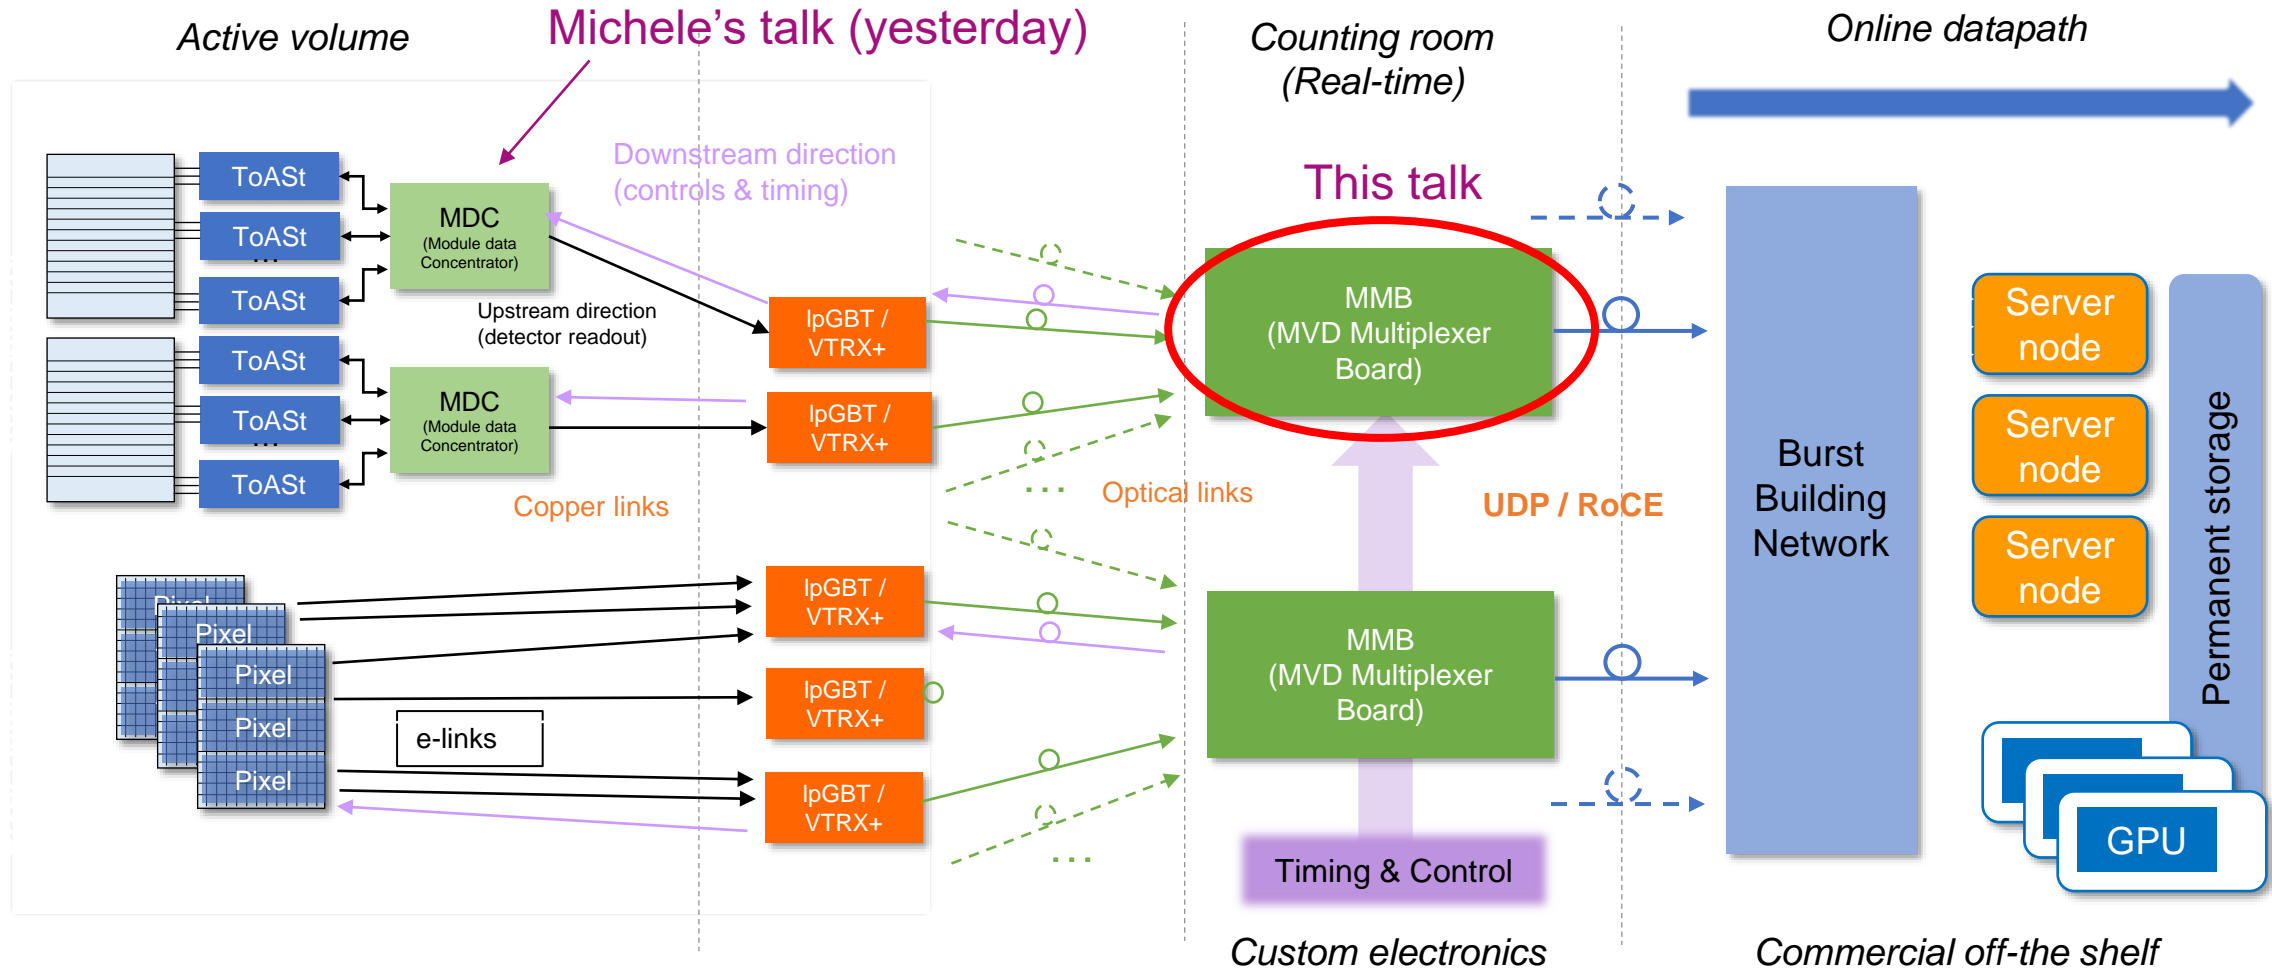 Active volume
Michele's talk (yesterday)
Counting room
(Real-time)
Online datapath
Downstream direction
(controls & timing)
This talk
ToASt
ToASt
...
ToASt
MDC
(Module data
Concentrator)
Upstream direction
(detector readout)
lpGBT /
VTRX+
MMB
(MVD Multiplexer
Board)
ToASt
ToASt
...
ToASt
MDC
(Module data
Concentrator)
lpGBT /
VTRX+
Copper links
...
Optical links
UDP / RoCE
Burst
Building
Network
Server
node
Server
node
Server
node
Permanent storage
Pixel
Pixel
Pixel
Pixel
Pixel
e-links
lpGBT /
VTRX+
lpGBT /
VTRX+
lpGBT /
VTRX+
MMB
(MVD Multiplexer
Board)
...
Timing & Control
GPU
Custom electronics
Commercial off-the shelf